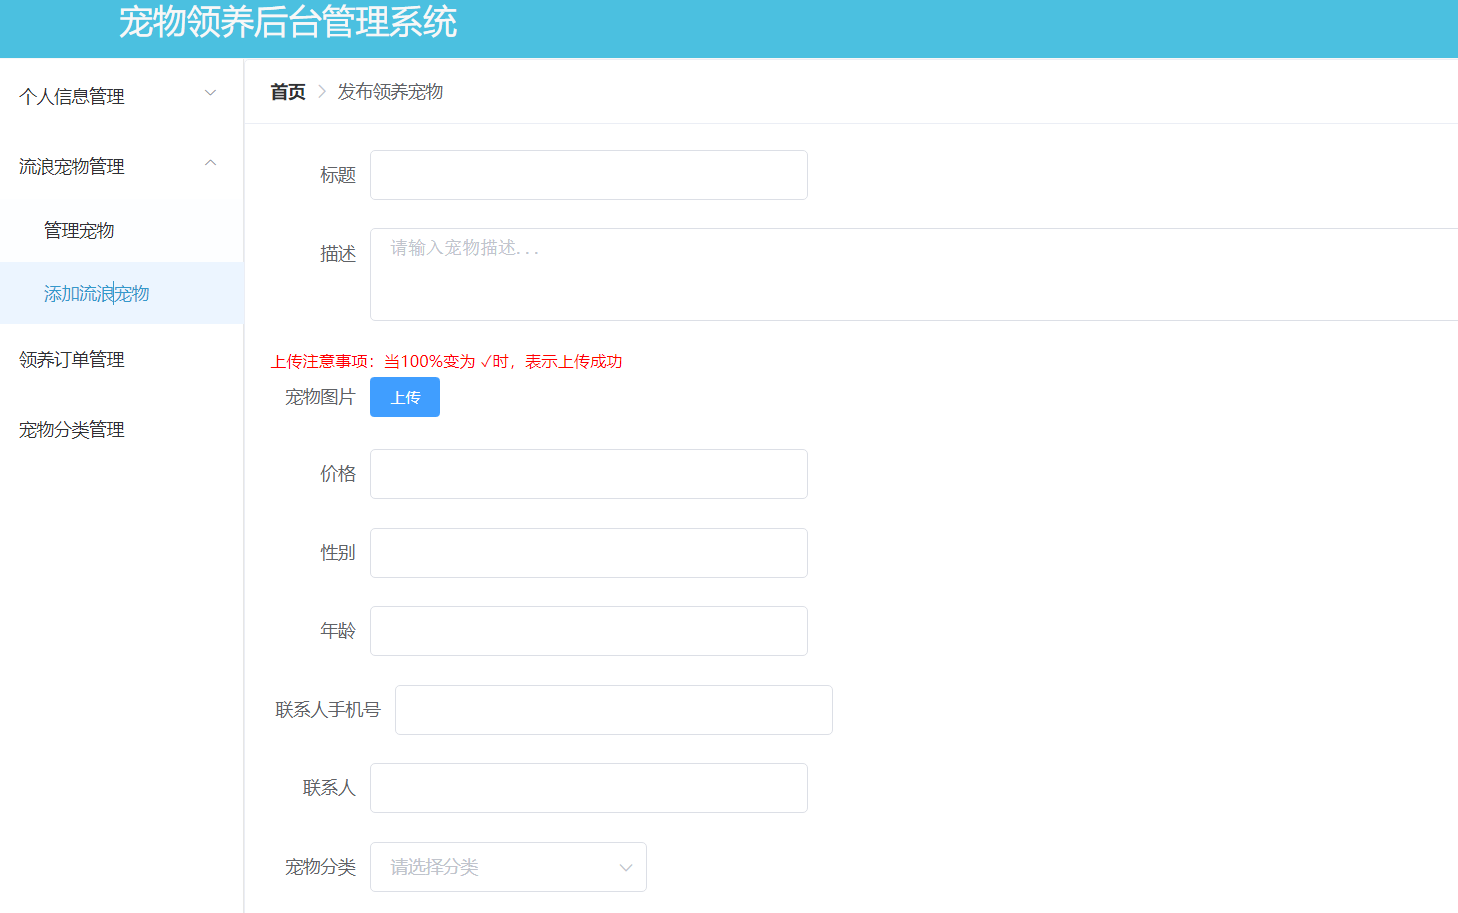 宠物领养后台管理系统
个人信息管理
流浪宠物管理
管理宠物
添加流浪宠物
领养订单管理
宠物分类管理
首页 > 发布领养宠物
标题
描述 请输入宠物描述...
上传注意事项：当100%变为 ✓时，表示上传成功
宠物图片 上传
价格
性别
年龄
联系人手机号
联系人
宠物分类 请选择分类